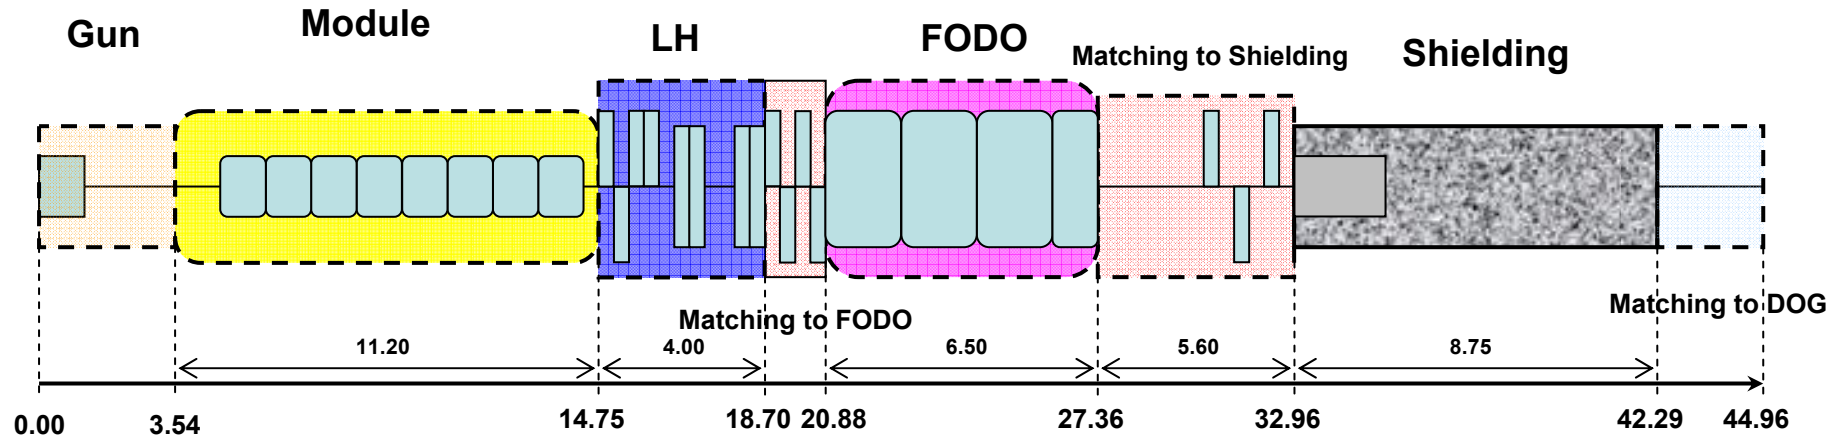 Gun
Module
LH
FODO
Matching to Shielding
Shielding
Matching to FODO
Matching to DOG
11.20
4.00
6.50
5.60
8.75
0.00
3.54
14.75
18.70
20.88
27.36
32.96
42.29
44.96